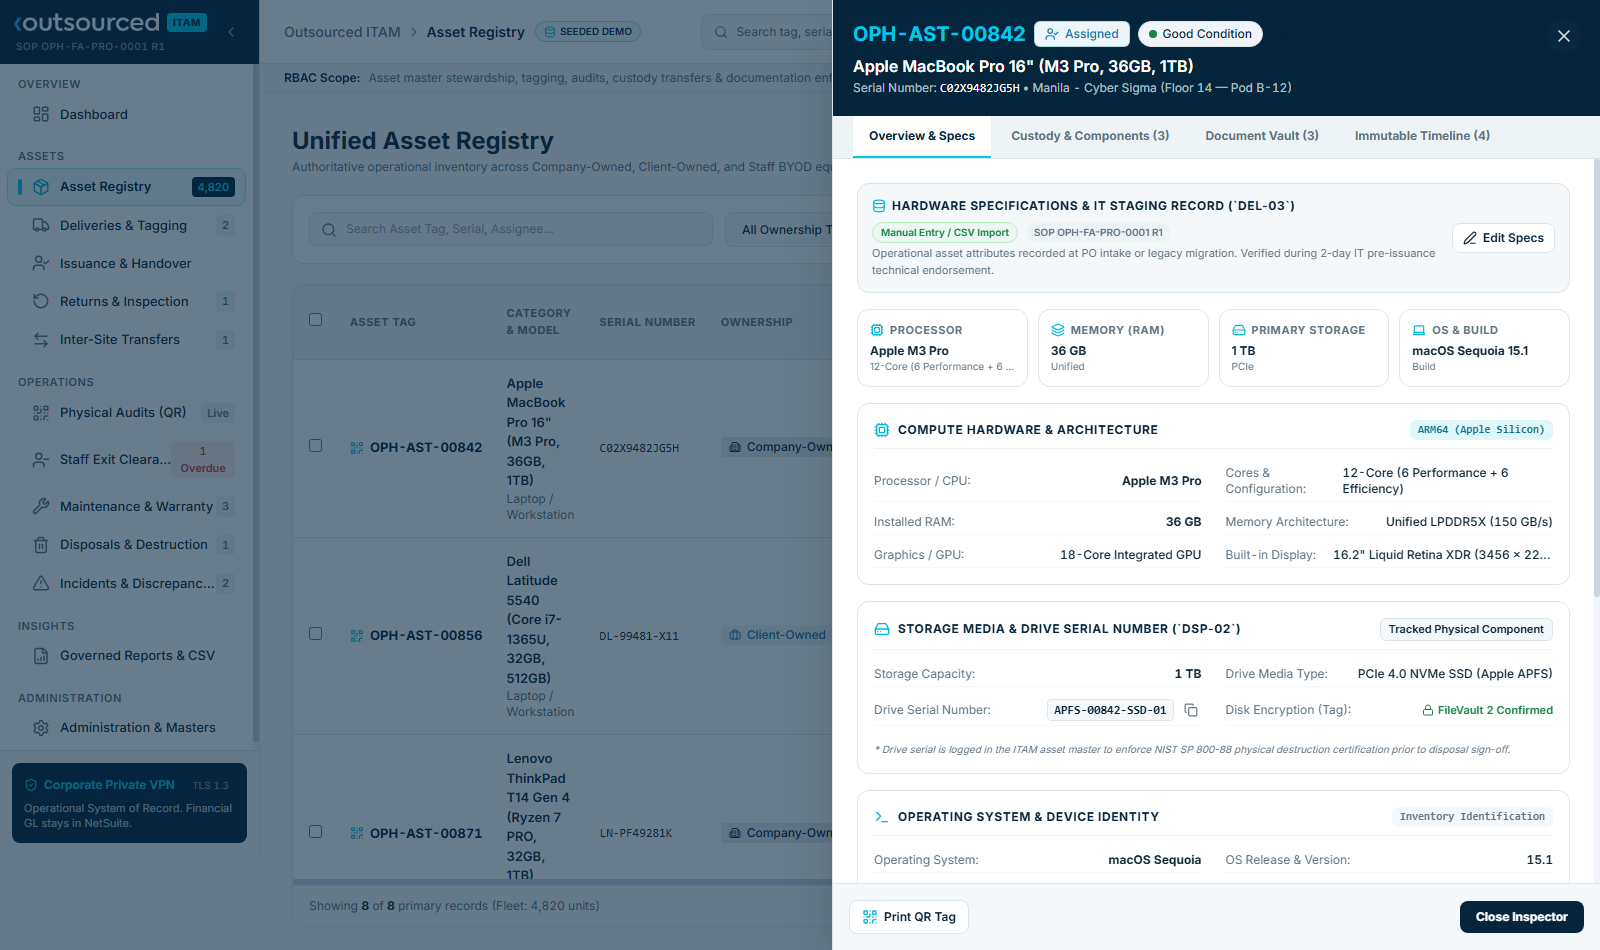 outsourced ITAM
SOP OPH-FA-PRO-0001 R1
OVERVIEW
Dashboard
ASSETS
Asset Registry 4,820
Deliveries & Tagging 2
Issuance & Handover
Returns & Inspection 1
Inter-Site Transfers 1
OPERATIONS
Physical Audits (QR) Live
Staff Exit Cleara... 1 Overdue
Maintenance & Warranty 3
Disposals & Destruction 1
Incidents & Discrepanc... 2
INSIGHTS
Governed Reports & CSV
ADMINISTRATION
Administration & Masters
Corporate Private VPN TLS 1.3
Operational System of Record. Financial
GL stays in NetSuite.
Outsourced ITAM > Asset Registry SEEDED DEMO
Search tag, seria
RBAC Scope: Asset master stewardship, tagging, audits, custody transfers & documentation enf
Unified Asset Registry
Authoritative operational inventory across Company-Owned, Client-Owned, and Staff BYOD equ
Search Asset Tag, Serial, Assignee...
All Ownership T
ASSET TAG CATEGORY & MODEL SERIAL NUMBER OWNERSHIP
Apple
MacBook
Pro 16"
(M3 Pro,
36GB,
1TB)
Laptop /
Workstation
OPH-AST-00842 C02X9482JG5H Company-Own
Dell
Latitude
5540
(Core i7-
1365U,
32GB,
512GB)
Laptop /
Workstation
OPH-AST-00856 DL-99481-X11 Client-Owned
Lenovo
ThinkPad
T14 Gen 4
(Ryzen 7
PRO,
32GB,
1TB)
OPH-AST-00871 LN-PF49281K Company-Own
Showing 8 of 8 primary records (Fleet: 4,820 units)
OPH-AST-00842 Assigned Good Condition
Apple MacBook Pro 16" (M3 Pro, 36GB, 1TB)
Serial Number: C02X9482JG5H • Manila - Cyber Sigma (Floor 14 — Pod B-12)
Overview & Specs Custody & Components (3) Document Vault (3) Immutable Timeline (4)
HARDWARE SPECIFICATIONS & IT STAGING RECORD (`DEL-03`)
Manual Entry / CSV Import SOP OPH-FA-PRO-0001 R1
Operational asset attributes recorded at PO intake or legacy migration. Verified during 2-day IT pre-issuance
technical endorsement.
Edit Specs
PROCESSOR
Apple M3 Pro
12-Core (6 Performance + 6 ...
MEMORY (RAM)
36 GB
Unified
PRIMARY STORAGE
1 TB
PCIe
OS & BUILD
macOS Sequoia 15.1
Build
COMPUTE HARDWARE & ARCHITECTURE ARM64 (Apple Silicon)
Processor / CPU: Apple M3 Pro
Cores & Configuration: 12-Core (6 Performance + 6 Efficiency)
Installed RAM: 36 GB
Memory Architecture: Unified LPDDR5X (150 GB/s)
Graphics / GPU: 18-Core Integrated GPU
Built-in Display: 16.2" Liquid Retina XDR (3456 × 22...
STORAGE MEDIA & DRIVE SERIAL NUMBER (`DSP-02`) Tracked Physical Component
Storage Capacity: 1 TB
Drive Media Type: PCIe 4.0 NVMe SSD (Apple APFS)
Drive Serial Number: APFS-00842-SSD-01
Disk Encryption (Tag): FileVault 2 Confirmed
* Drive serial is logged in the ITAM asset master to enforce NIST SP 800-88 physical destruction certification prior to disposal sign-off.
OPERATING SYSTEM & DEVICE IDENTITY Inventory Identification
Operating System: macOS Sequoia
OS Release & Version: 15.1
Print QR Tag
Close Inspector